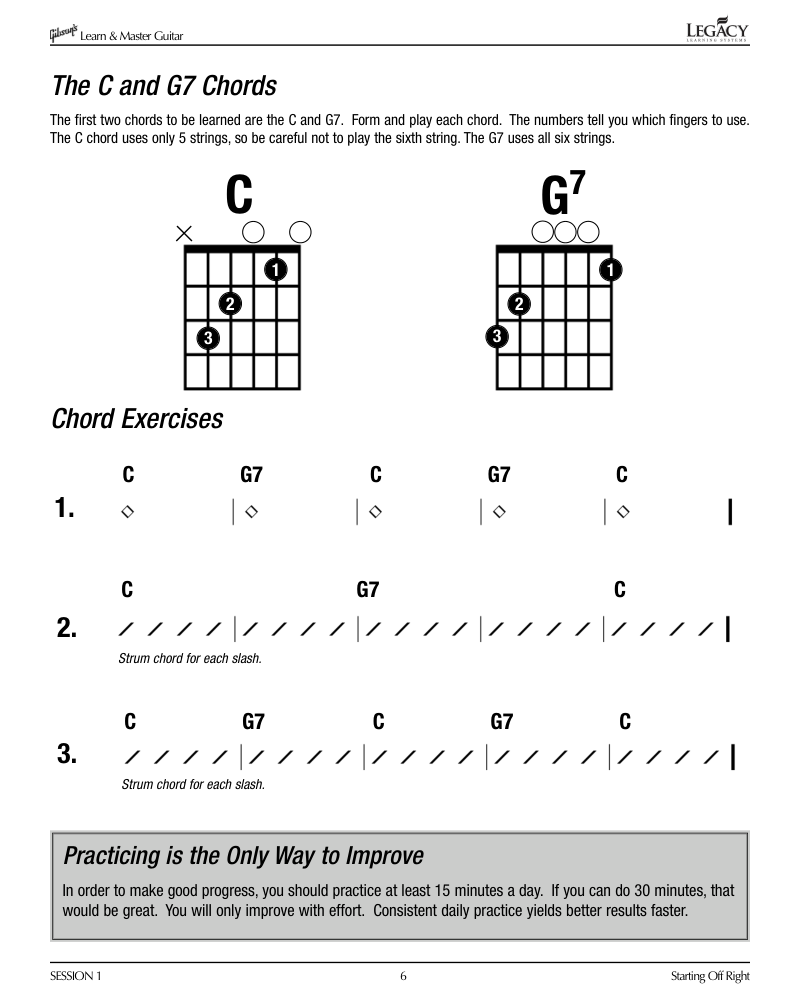 Gibson's Learn & Master Guitar
LEGACY
LEARNING SYSTEMS
The C and G7 Chords
The first two chords to be learned are the C and G7.  Form and play each chord.  The numbers tell you which fingers to use.
The C chord uses only 5 strings, so be careful not to play the sixth string. The G7 uses all six strings.
C
G7
1
2
3
1
2
3
Chord Exercises
C G7 C G7 C
1.
C G7 C
2.
Strum chord for each slash.
C G7 C G7 C
3.
Strum chord for each slash.
Practicing is the Only Way to Improve
In order to make good progress, you should practice at least 15 minutes a day.  If you can do 30 minutes, that
would be great.  You will only improve with effort.  Consistent daily practice yields better results faster.
SESSION 1 6 Starting Off Right